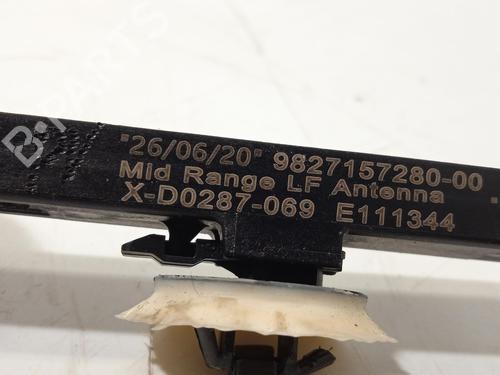 "26/06/20" 9827157280-00
Mid Range LF Antenna
X-D0287-069 E111344